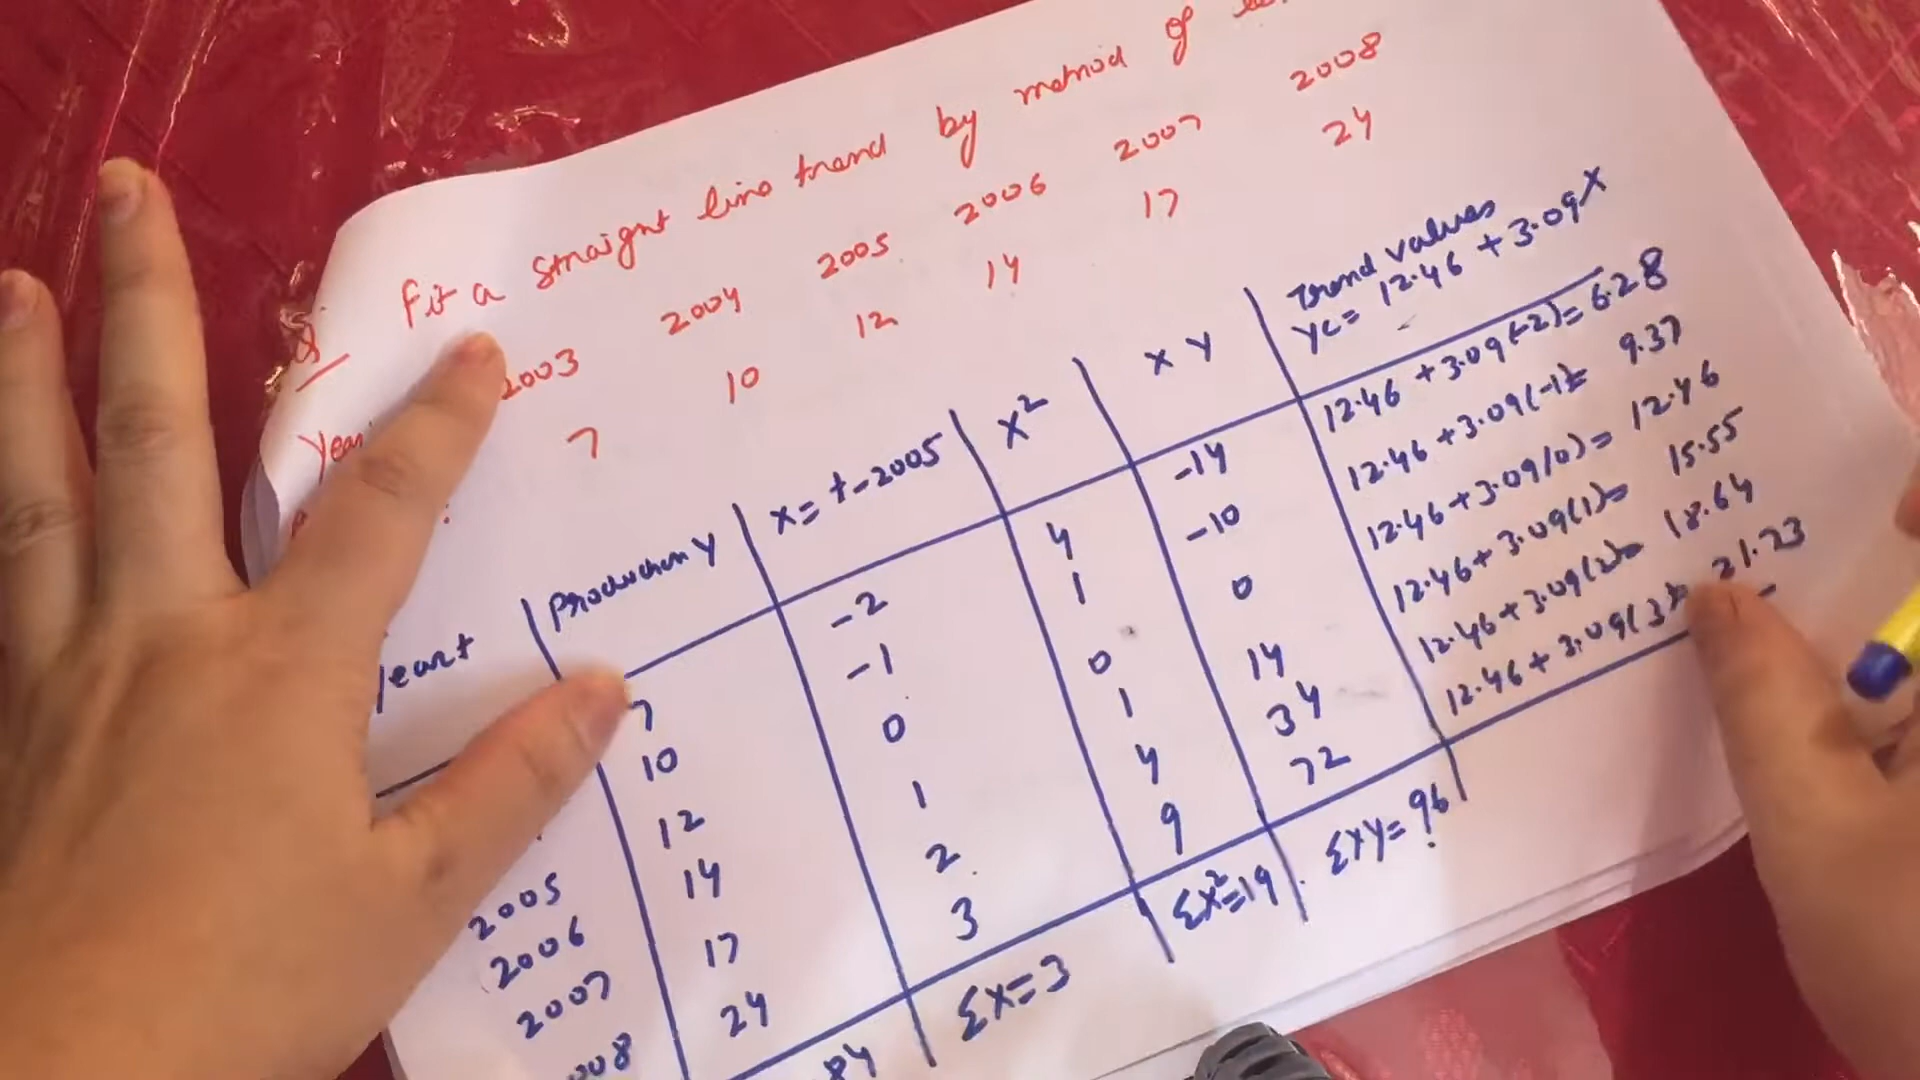 Q. Fit a straight line trend by method of
Year 2003 2004 2005 2006 2007 2008
: 7 10 12 14 17 24
Year t Production Y X = t - 2005 X² XY Trend values
Yc = 12.46 + 3.09X
7 -2 4 -14 12.46 + 3.09(-2) = 6.28
10 -1 1 -10 12.46 + 3.09(-1) = 9.37
2005 12 0 0 0 12.46 + 3.09(0) = 12.46
2006 14 1 1 14 12.46 + 3.09(1) = 15.55
2007 17 2 4 34 12.46 + 3.09(2) = 18.64
008 24 3 9 72 12.46 + 3.09(3) = 21.73
84 ΣX = 3 ΣX² = 19 ΣXY = 96